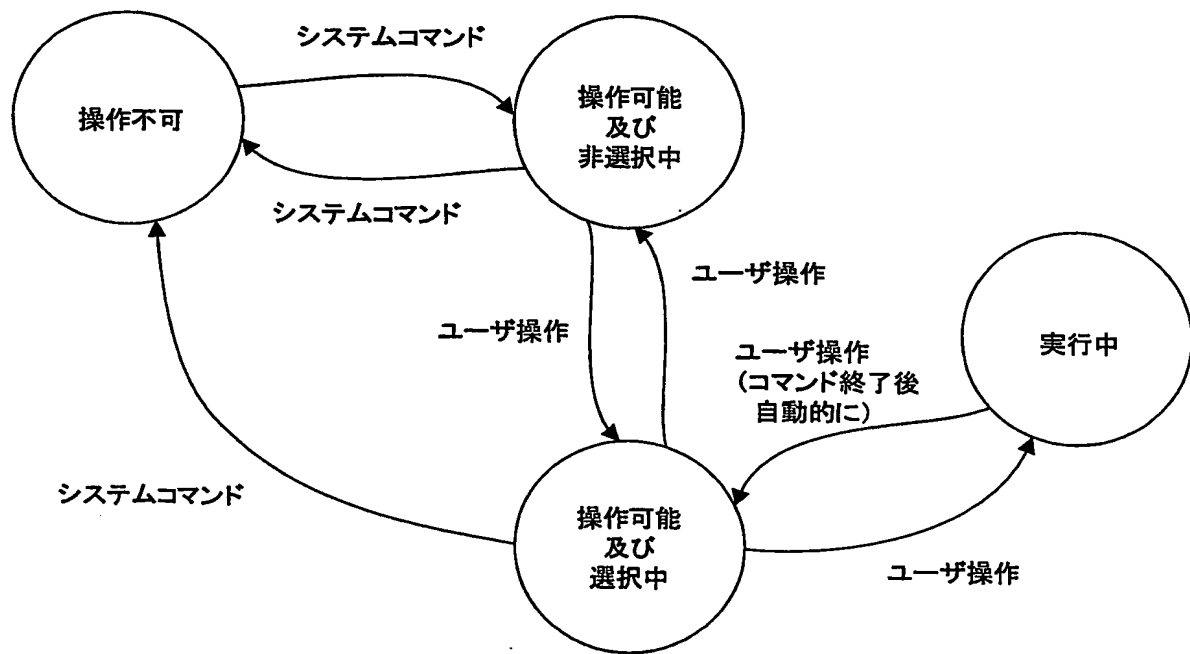 システムコマンド
操作不可
操作可能
及び
非選択中
システムコマンド
ユーザ操作
ユーザ操作
実行中
ユーザ操作
(コマンド終了後
自動的に)
システムコマンド
操作可能
及び
選択中
ユーザ操作